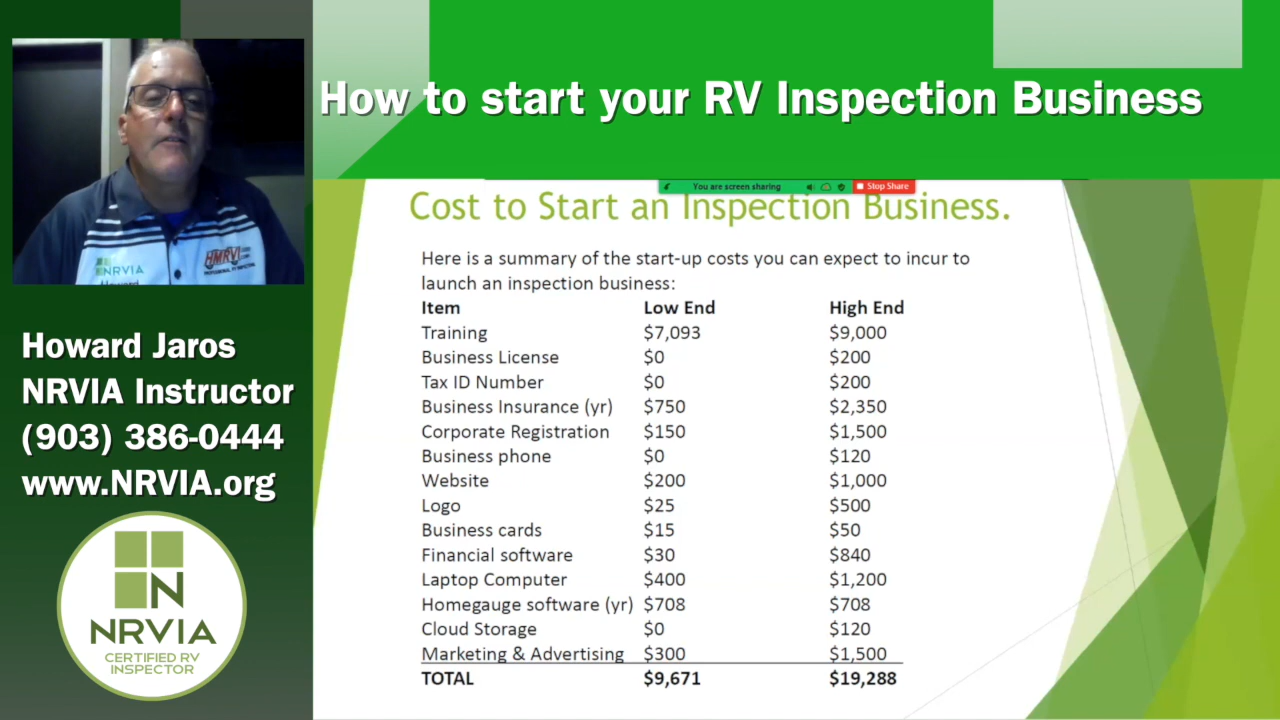 How to start your RV Inspection Business
You are screen sharing
Stop Share
Cost to Start an Inspection Business.
Here is a summary of the start-up costs you can expect to incur to
launch an inspection business:
Item Low End High End
Training $7,093 $9,000
Business License $0 $200
Tax ID Number $0 $200
Business Insurance (yr) $750 $2,350
Corporate Registration $150 $1,500
Business phone $0 $120
Website $200 $1,000
Logo $25 $500
Business cards $15 $50
Financial software $30 $840
Laptop Computer $400 $1,200
Homegauge software (yr) $708 $708
Cloud Storage $0 $120
Marketing & Advertising $300 $1,500
TOTAL $9,671 $19,288
NRVIA
HMRVI
Howard Jaros
NRVIA Instructor
(903) 386-0444
www.NRVIA.org
N
NRVIA
CERTIFIED RV
INSPECTOR